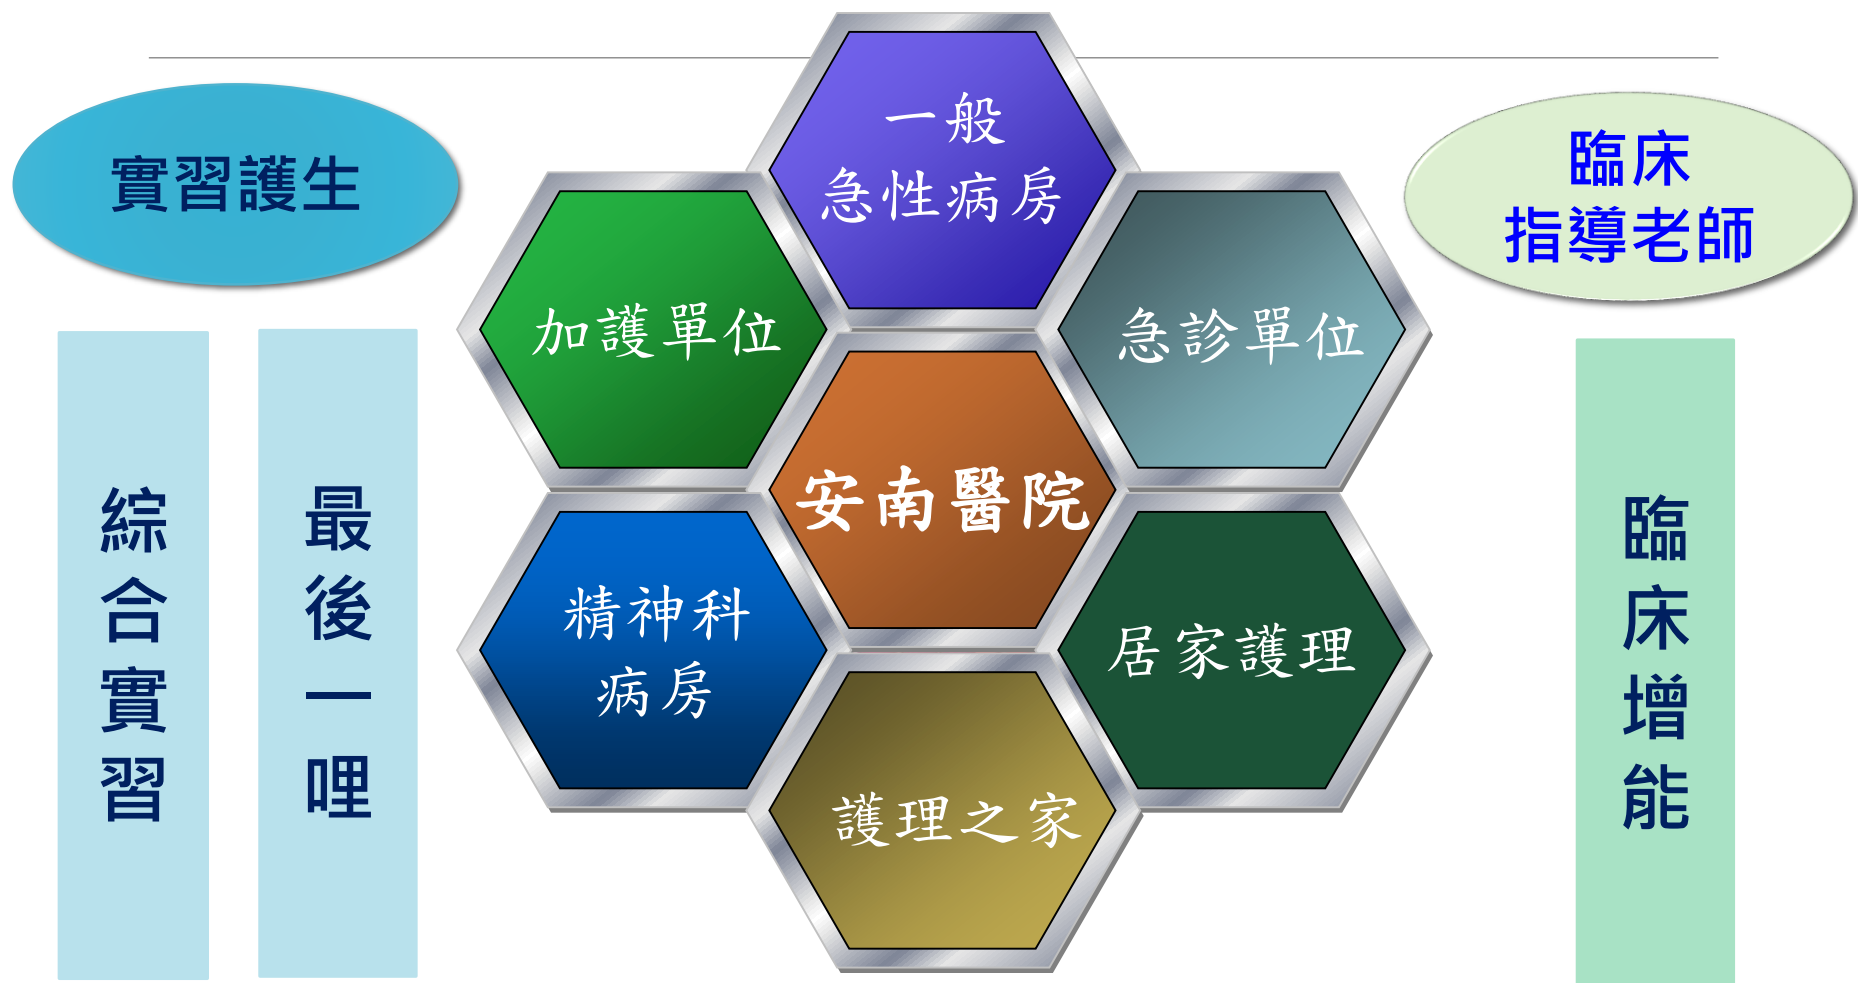 實習護生
綜合實習
最後一哩
一般
急性病房
加護單位
急診單位
安南醫院
精神科
病房
居家護理
護理之家
臨床
指導老師
臨床增能